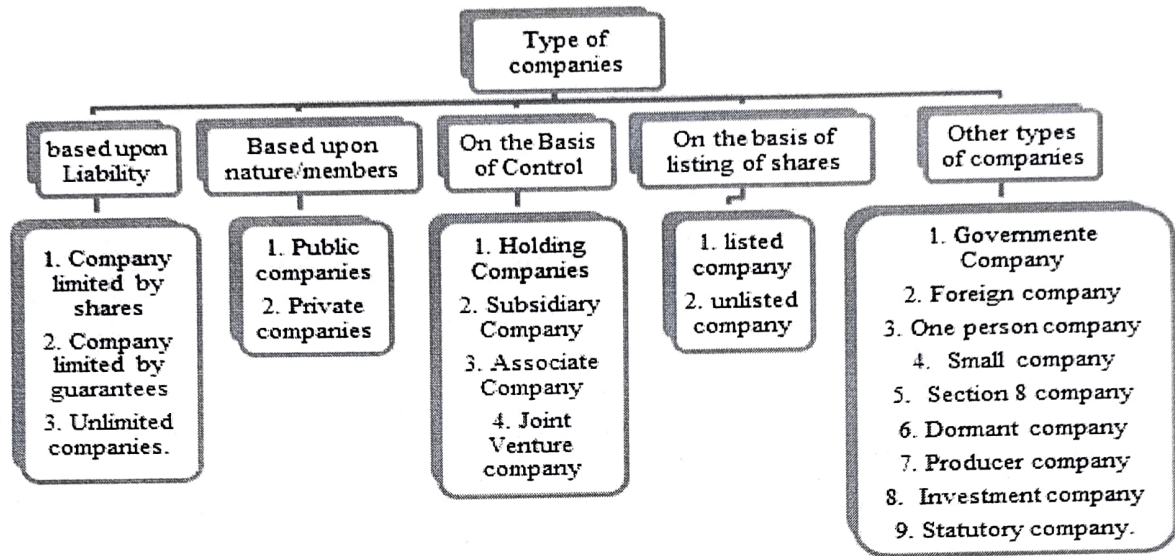 Type of
companies
based upon
Liability
1. Company
limited by
shares
2. Company
limited by
guarantees
3. Unlimited
companies.
Based upon
nature/members
1. Public
companies
2. Private
companies
On the Basis
of Control
1. Holding
Companies
2. Subsidiary
Company
3. Associate
Company
4. Joint
Venture
company
On the basis of
listing of shares
1. listed
company
2. unlisted
company
Other types
of companies
1. Governmente
Company
2. Foreign company
3. One person company
4. Small company
5. Section 8 company
6. Dormant company
7. Producer company
8. Investment company
9. Statutory company.